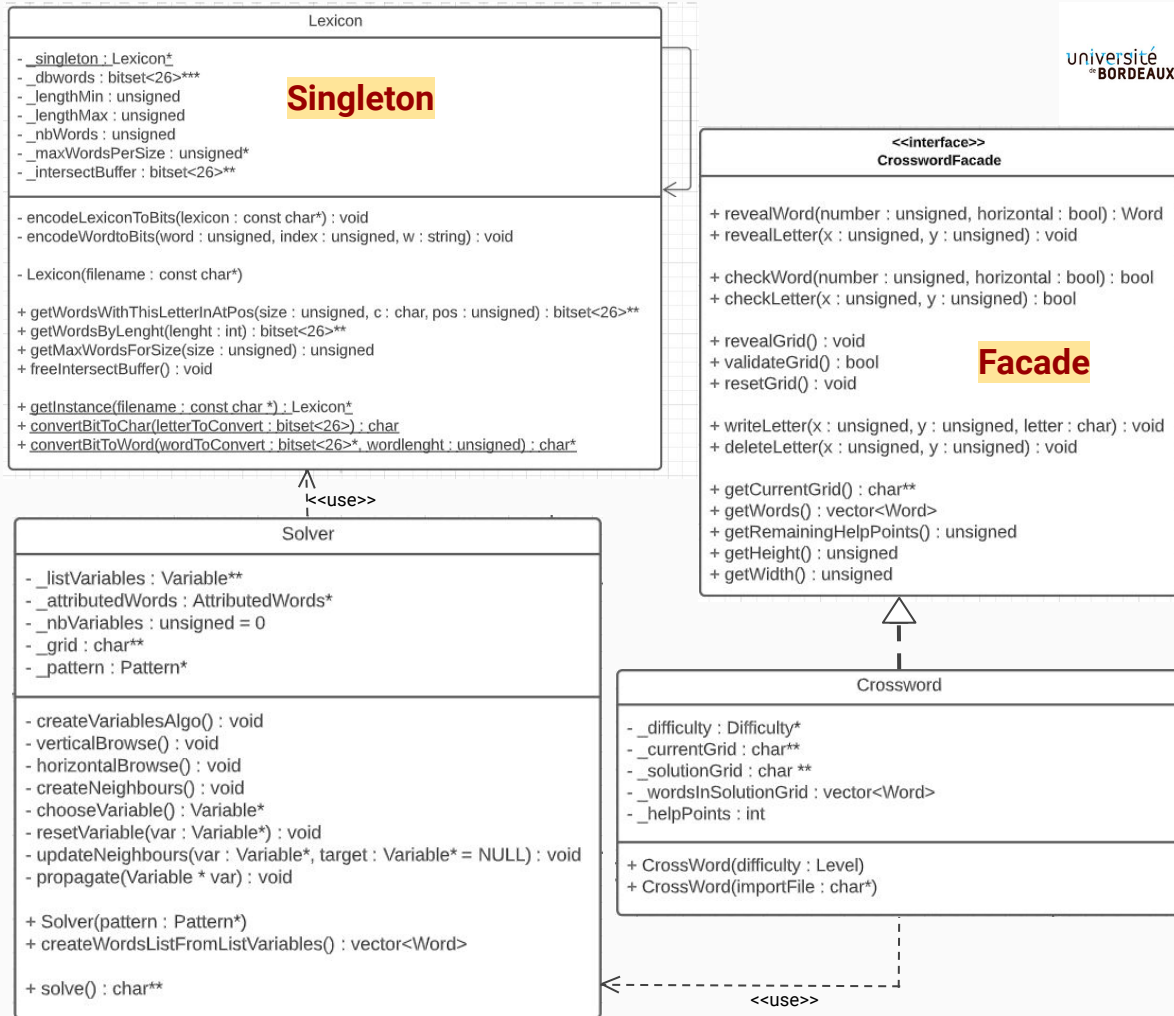 Lexicon
- _singleton : Lexicon*
- _dbwords : bitset<26>***
- _lengthMin : unsigned
- _lengthMax : unsigned
- _nbWords : unsigned
- _maxWordsPerSize : unsigned*
- _intersectBuffer : bitset<26>**
Singleton
- encodeLexiconToBits(lexicon : const char*) : void
- encodeWordtoBits(word : unsigned, index : unsigned, w : string) : void
- Lexicon(filename : const char*)
+ getWordsWithThisLetterInAtPos(size : unsigned, c : char, pos : unsigned) : bitset<26>**
+ getWordsByLenght(lenght : int) : bitset<26>**
+ getMaxWordsForSize(size : unsigned) : unsigned
+ freeIntersectBuffer() : void
+ getInstance(filename : const char *) : Lexicon*
+ convertBitToChar(letterToConvert : bitset<26>) : char
+ convertBitToWord(wordToConvert : bitset<26>*, wordlenght : unsigned) : char*
université
de BORDEAUX
<<interface>>
CrosswordFacade
+ revealWord(number : unsigned, horizontal : bool) : Word
+ revealLetter(x : unsigned, y : unsigned) : void
+ checkWord(number : unsigned, horizontal : bool) : bool
+ checkLetter(x : unsigned, y : unsigned) : bool
+ revealGrid() : void
+ validateGrid() : bool
+ resetGrid() : void
Facade
+ writeLetter(x : unsigned, y : unsigned, letter : char) : void
+ deleteLetter(x : unsigned, y : unsigned) : void
+ getCurrentGrid() : char**
+ getWords() : vector<Word>
+ getRemainingHelpPoints() : unsigned
+ getHeight() : unsigned
+ getWidth() : unsigned
<<use>>
Solver
- _listVariables : Variable**
- _attributedWords : AttributedWords*
- _nbVariables : unsigned = 0
- _grid : char**
- _pattern : Pattern*
- createVariablesAlgo() : void
- verticalBrowse() : void
- horizontalBrowse() : void
- createNeighbours() : void
- chooseVariable() : Variable*
- resetVariable(var : Variable*) : void
- updateNeighbours(var : Variable*, target : Variable* = NULL) : void
- propagate(Variable * var) : void
+ Solver(pattern : Pattern*)
+ createWordsListFromListVariables() : vector<Word>
+ solve() : char**
Crossword
- _difficulty : Difficulty*
- _currentGrid : char**
- _solutionGrid : char **
- _wordsInSolutionGrid : vector<Word>
- _helpPoints : int
+ CrossWord(difficulty : Level)
+ CrossWord(importFile : char*)
<<use>>